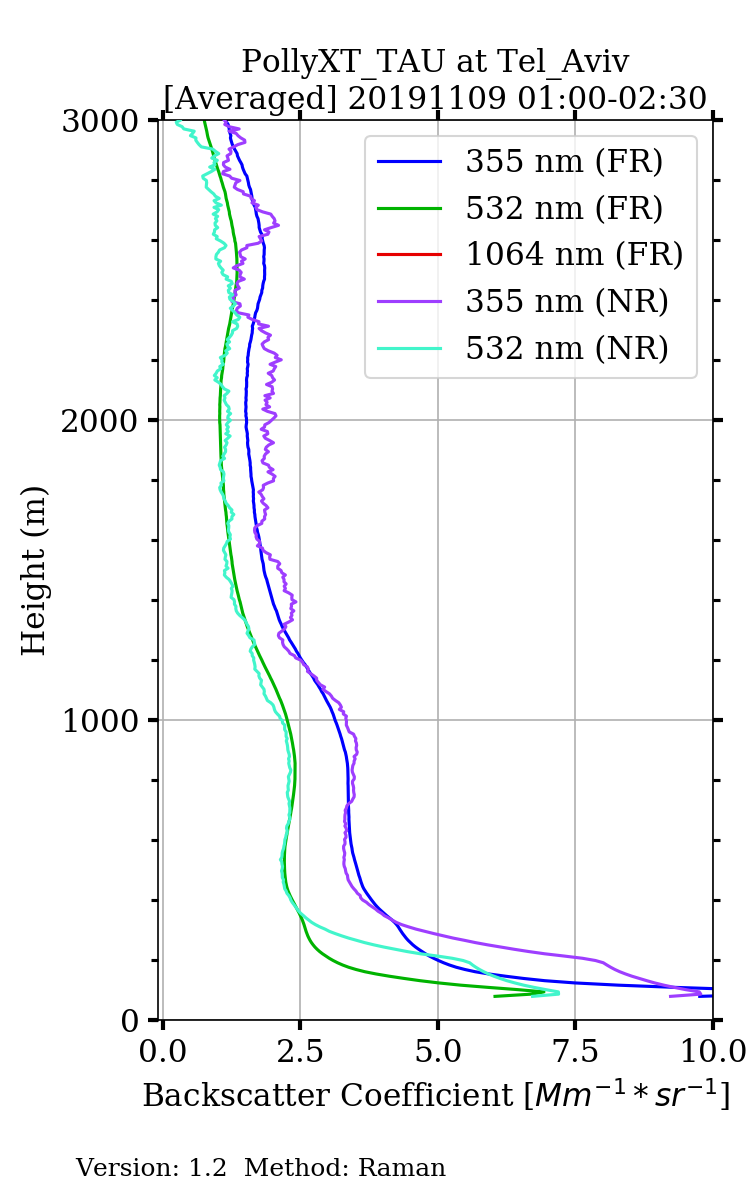 PollyXT_TAU at Tel_Aviv
[Averaged] 20191109 01:00-02:30
3000
2000
1000
0
Height (m)
355 nm (FR)
532 nm (FR)
1064 nm (FR)
355 nm (NR)
532 nm (NR)
0.0 2.5 5.0 7.5 10.0
Backscatter Coefficient [Mm⁻¹ * sr⁻¹]
Version: 1.2 Method: Raman